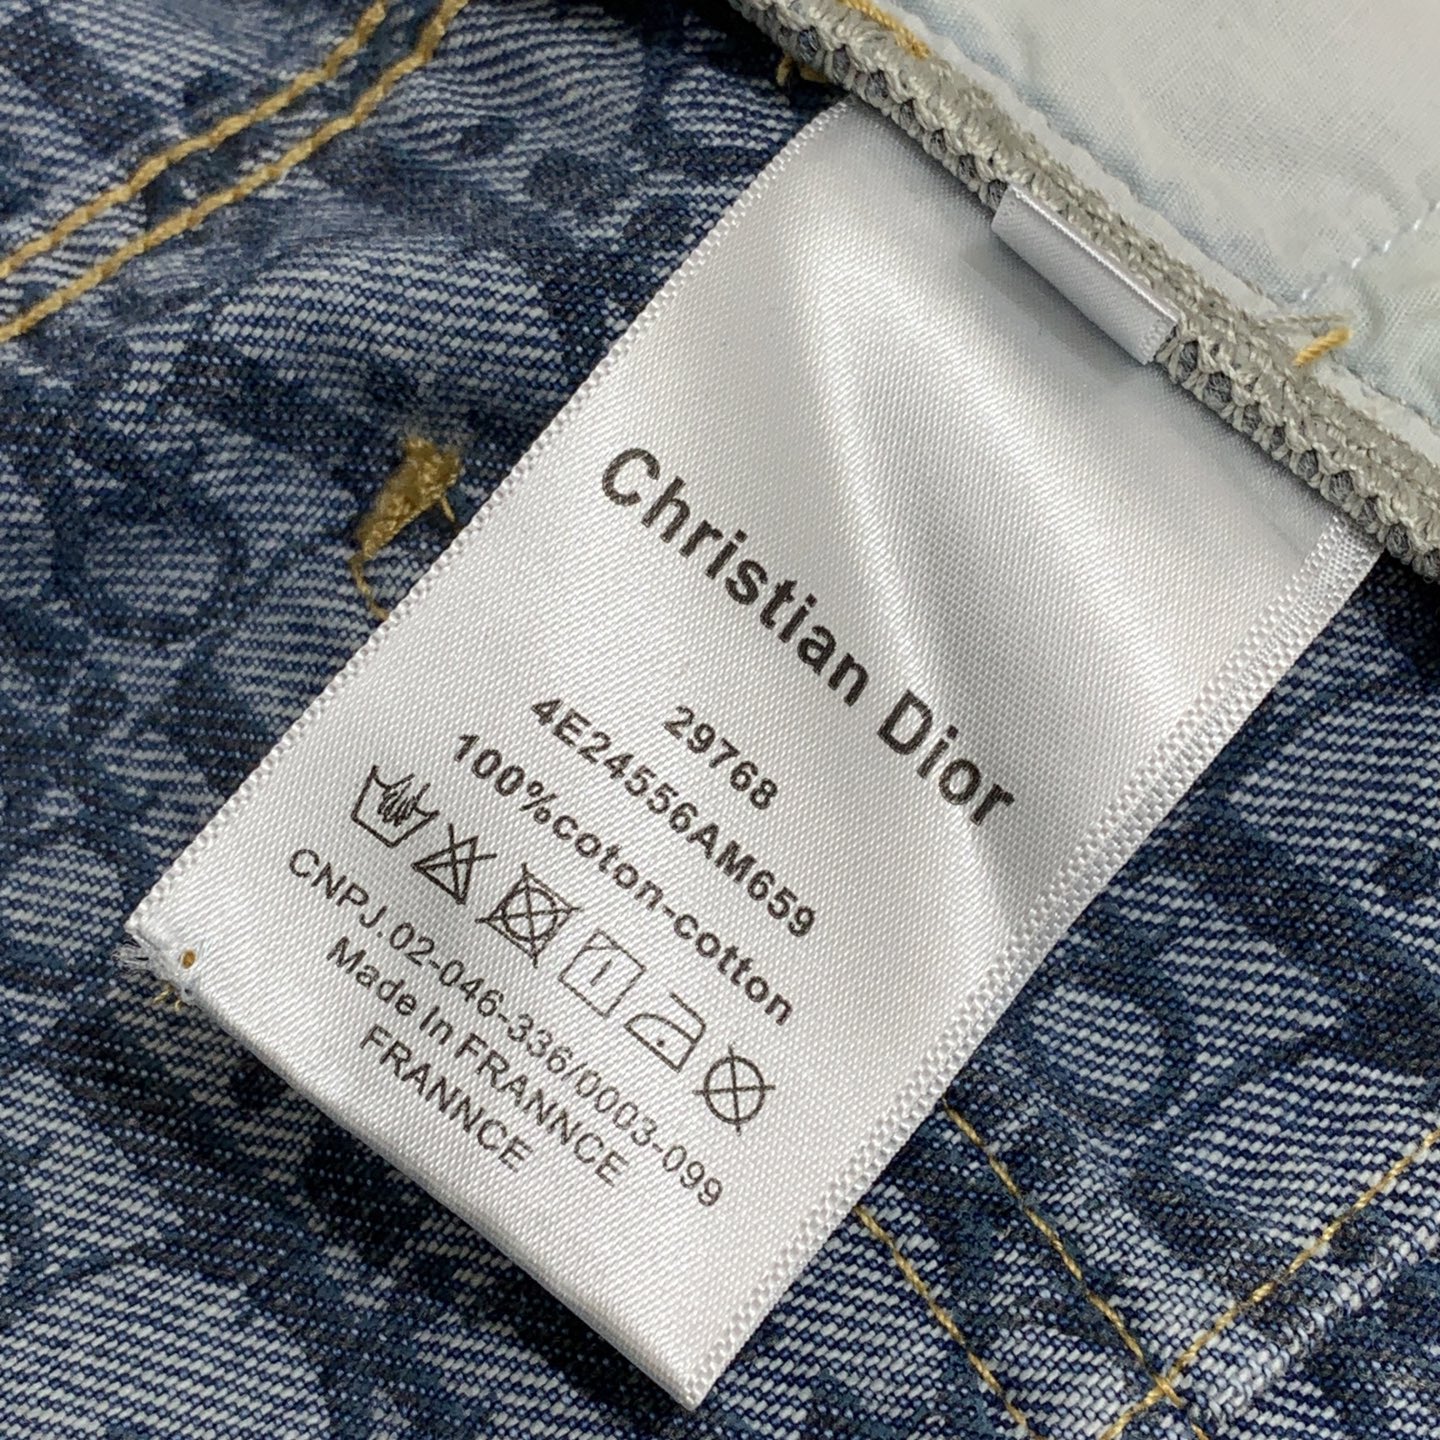 Christian Dior
29768
4E24556AM659
100%coton-cotton
CNPJ.02-046-336/0003-099
Made In FRANNCE
FRANNCE